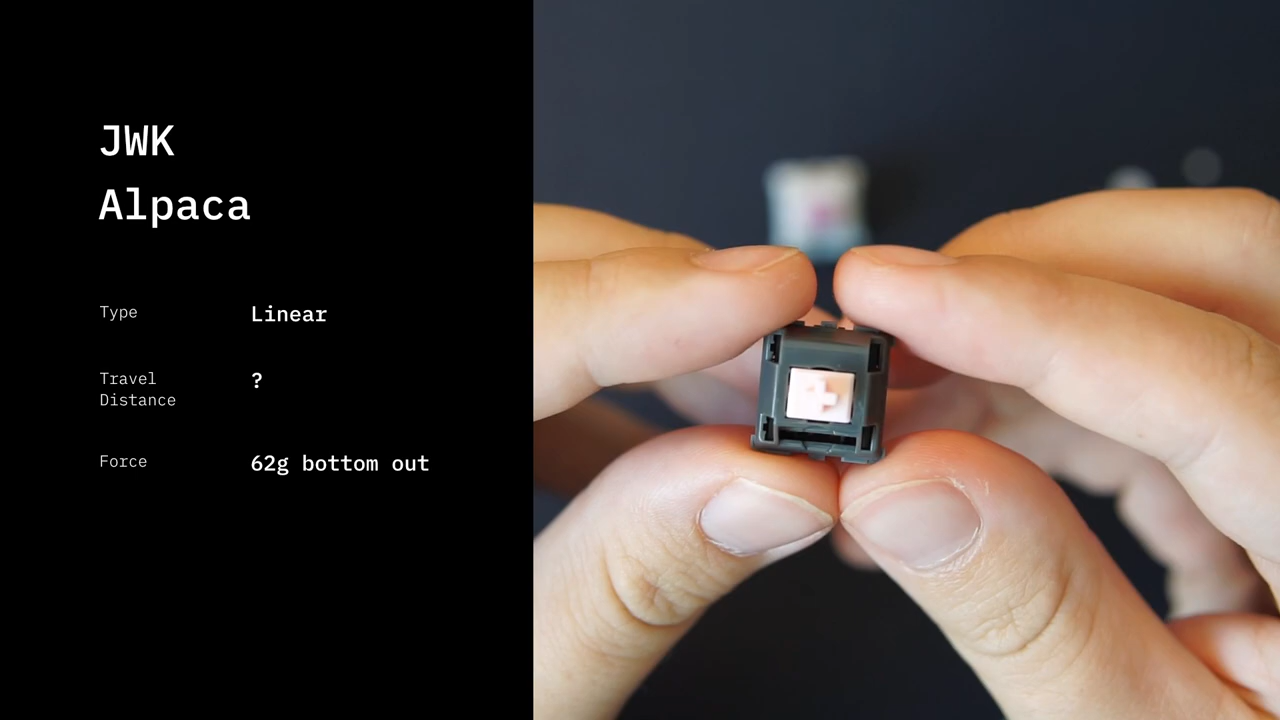 JWK
Alpaca
Type Linear
Travel ?
Distance
Force 62g bottom out